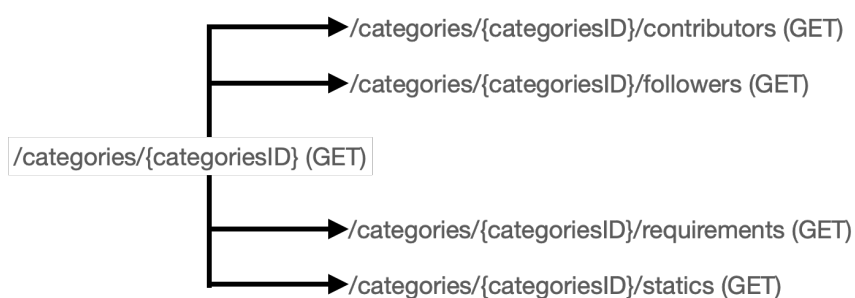 /categories/{categoriesID}/contributors (GET)
/categories/{categoriesID}/followers (GET)
/categories/{categoriesID} (GET)
/categories/{categoriesID}/requirements (GET)
/categories/{categoriesID}/statics (GET)